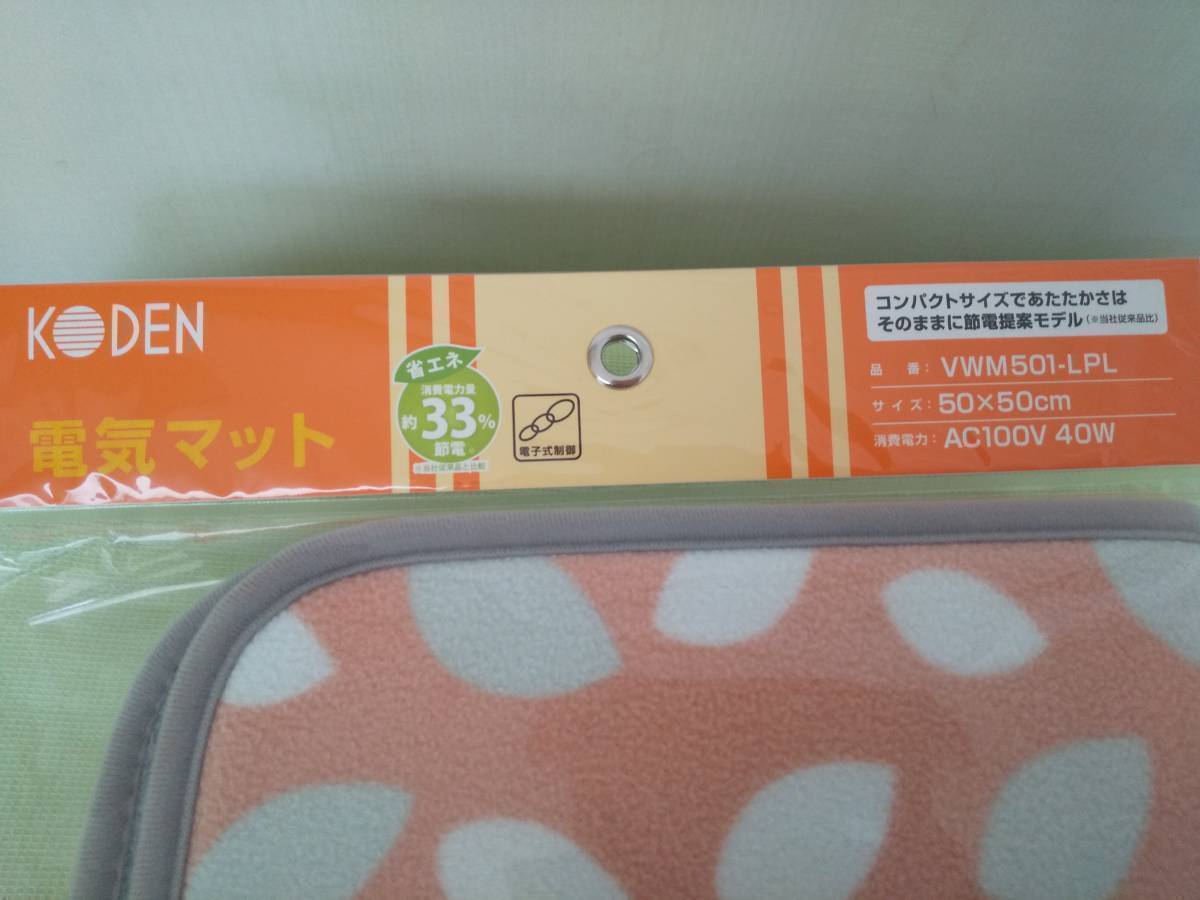 KODEN
電気マット
省エネ
消費電力量
約33%
節電。
※当社従来品と比較
電子式制御
コンパクトサイズであたたかさは
そのままに節電提案モデル(※当社従来品比)
品 番: VWM501-LPL
サイズ: 50×50cm
消費電力: AC100V 40W